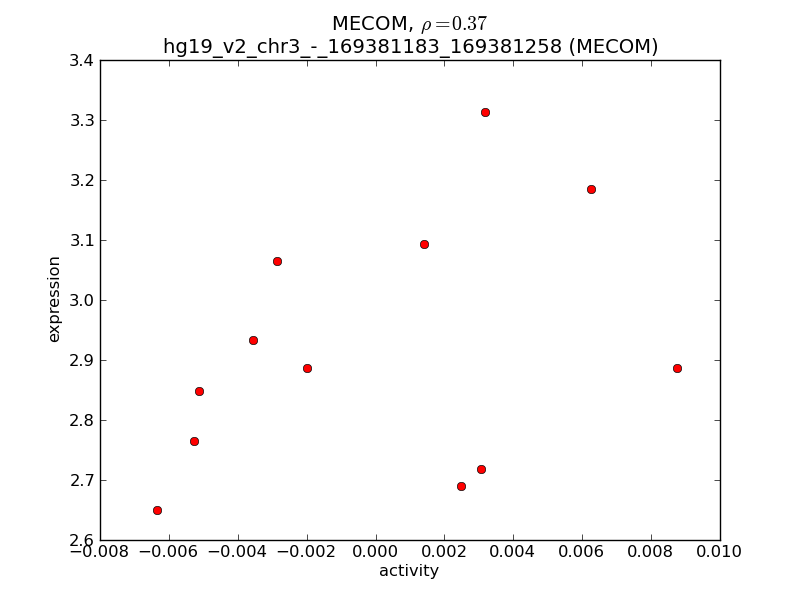 MECOM, ρ=0.37
hg19_v2_chr3_-_169381183_169381258 (MECOM)
3.4
3.3
3.2
3.1
3.0
2.9
2.8
2.7
2.6
expression
−0.008 −0.006 −0.004 −0.002 0.000 0.002 0.004 0.006 0.008 0.010
activity